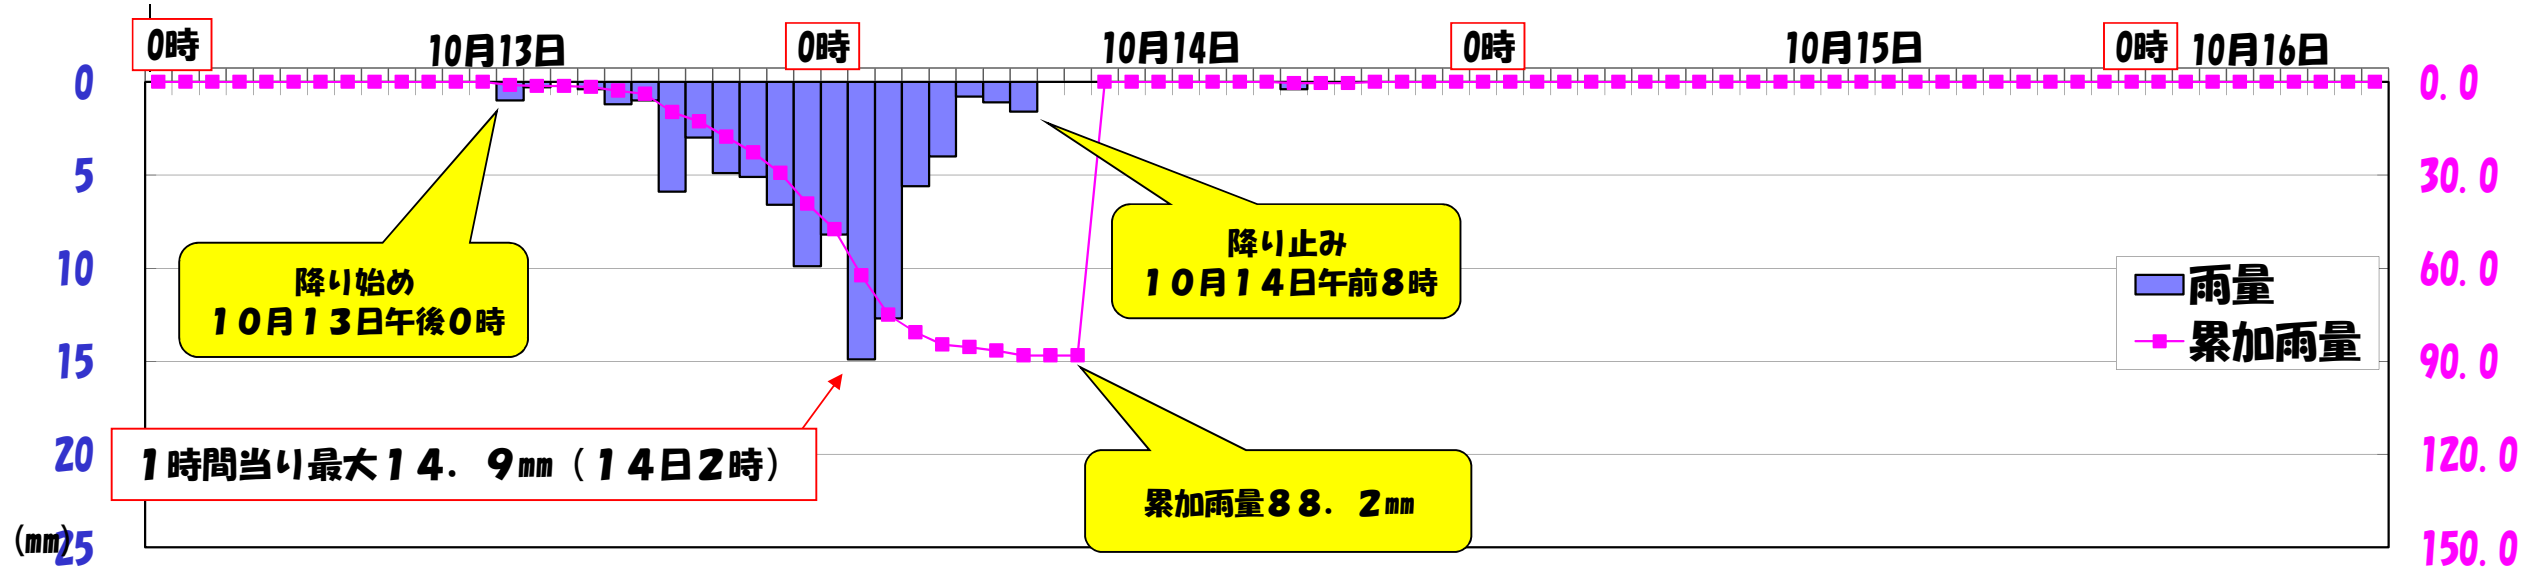 0時
10月13日
0時
10月14日
0時
10月15日
0時
10月16日
0
5
10
15
20
25
(㎜)
0.0
30.0
60.0
90.0
120.0
150.0
降り始め
10月13日午後0時
降り止み
10月14日午前8時
雨量
累加雨量
1時間当り最大14.9㎜(14日2時)
累加雨量88.2㎜